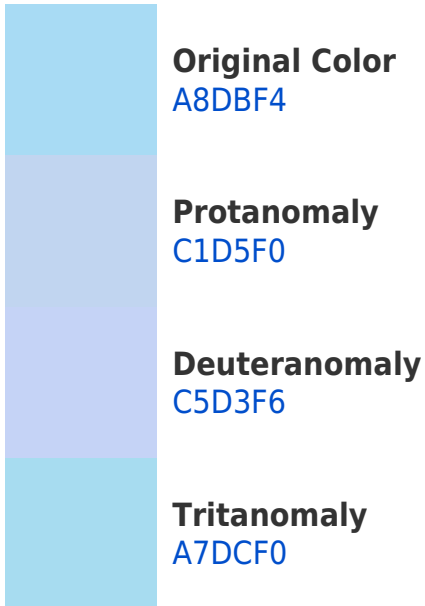 Original Color
A8DBF4
Protanomaly
C1D5F0
Deuteranomaly
C5D3F6
Tritanomaly
A7DCF0